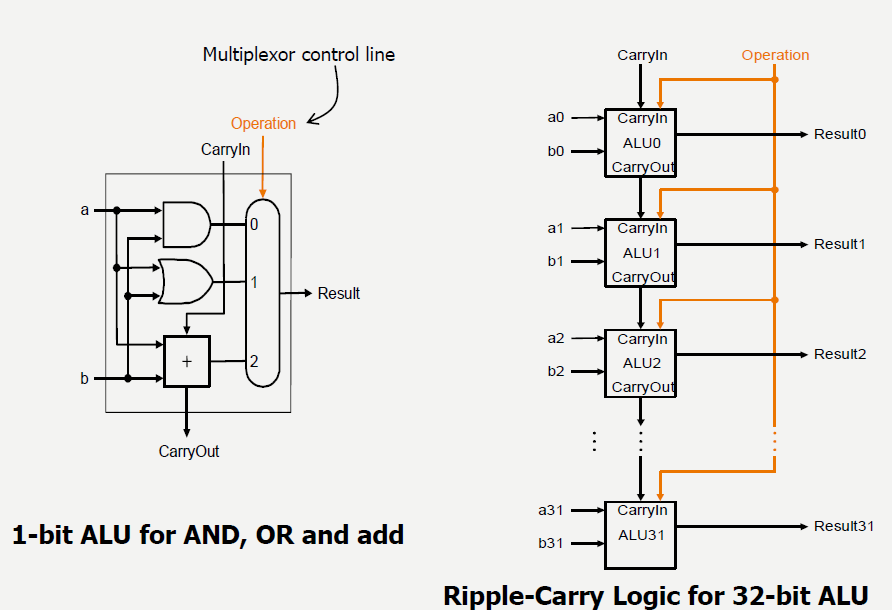 Multiplexor control line
Operation
CarryIn
a
0
1
Result
+
2
b
CarryOut
1-bit ALU for AND, OR and add
CarryIn
Operation
a0
CarryIn
b0
ALU0
CarryOut
Result0
a1
CarryIn
b1
ALU1
CarryOut
Result1
a2
CarryIn
b2
ALU2
CarryOut
Result2
a31
CarryIn
b31
ALU31
Result31
Ripple-Carry Logic for 32-bit ALU